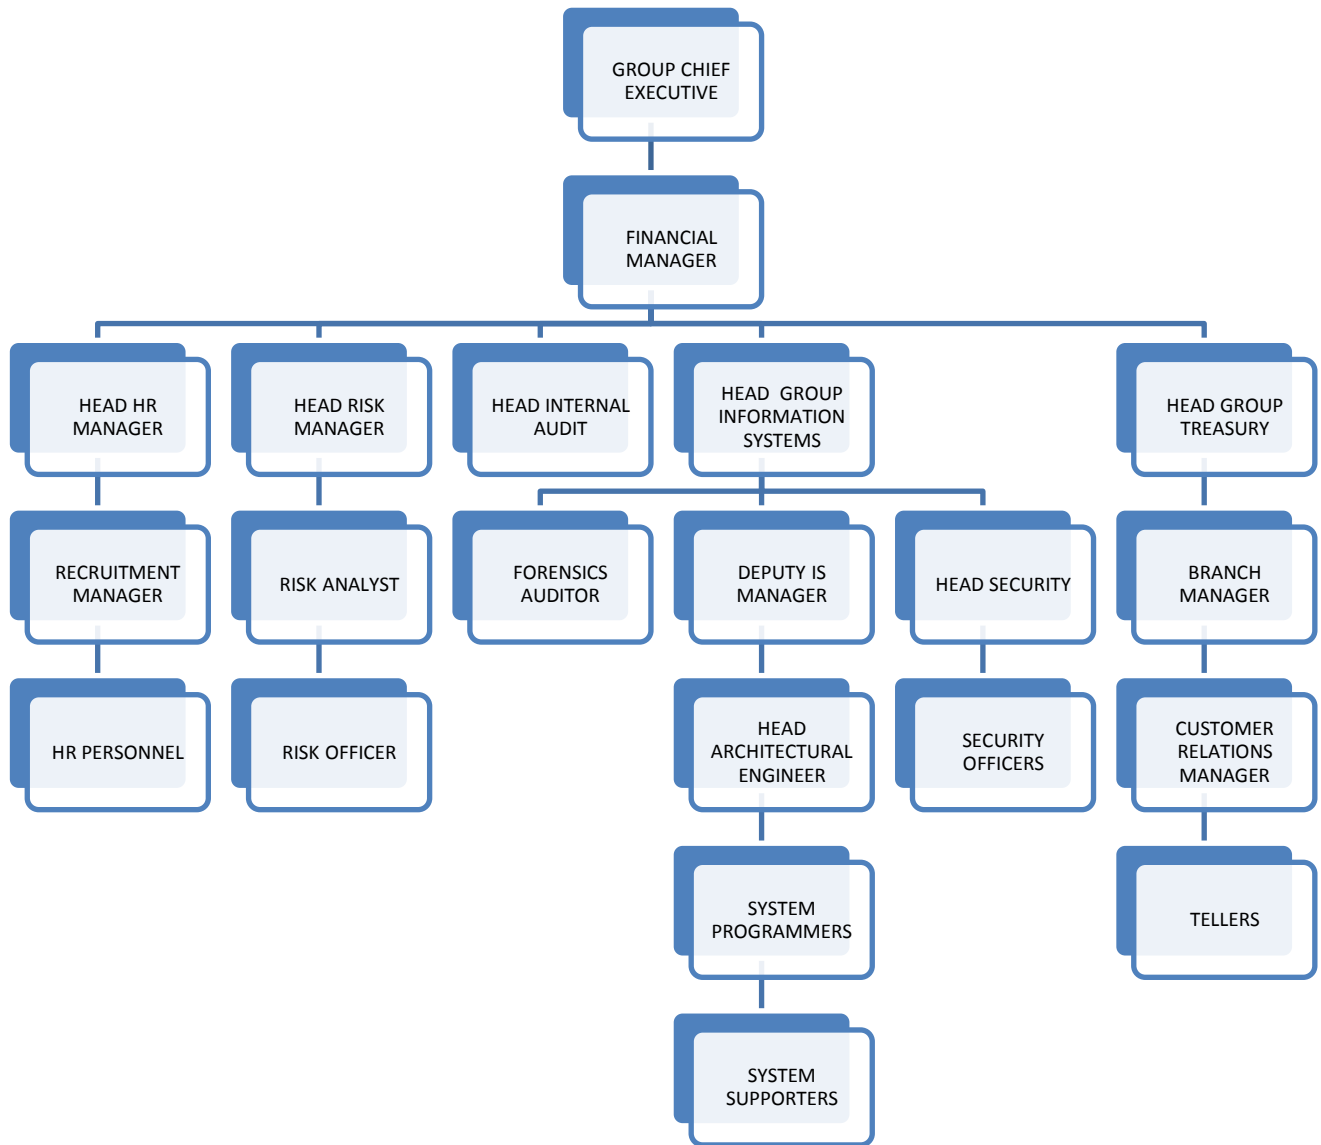 GROUP CHIEF
EXECUTIVE
FINANCIAL
MANAGER
HEAD HR
MANAGER
HEAD RISK
MANAGER
HEAD INTERNAL
AUDIT
HEAD  GROUP
INFORMATION
SYSTEMS
HEAD GROUP
TREASURY
RECRUITMENT
MANAGER
RISK ANALYST
FORENSICS
AUDITOR
DEPUTY IS
MANAGER
HEAD SECURITY
BRANCH
MANAGER
HR PERSONNEL
RISK OFFICER
HEAD
ARCHITECTURAL
ENGINEER
SECURITY
OFFICERS
CUSTOMER
RELATIONS
MANAGER
SYSTEM
PROGRAMMERS
TELLERS
SYSTEM
SUPPORTERS